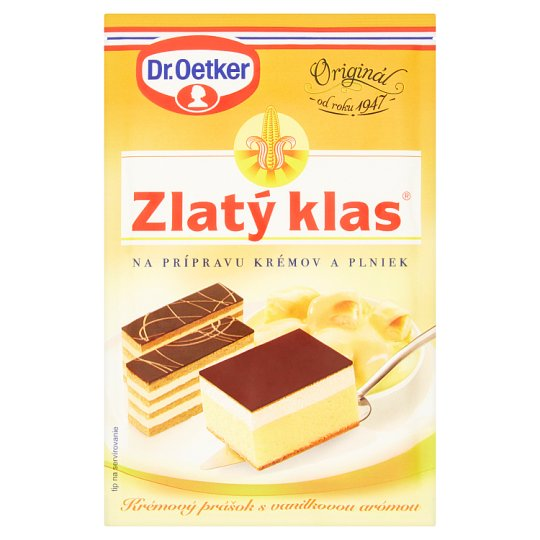 Dr.Oetker
Originál
od roku 1947
Zlatý klas®
NA PRÍPRAVU KRÉMOV A PLNIEK
tip na servírovanie
Krémový prášok s vanilkovou arómou